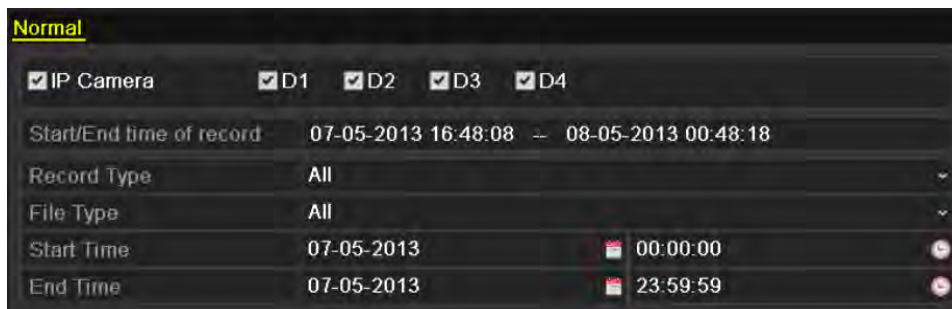 Normal
IP Camera D1 D2 D3 D4
Start/End time of record 07-05-2013 16:48:08 -- 08-05-2013 00:48:18
Record Type All
File Type All
Start Time 07-05-2013 00:00:00
End Time 07-05-2013 23:59:59